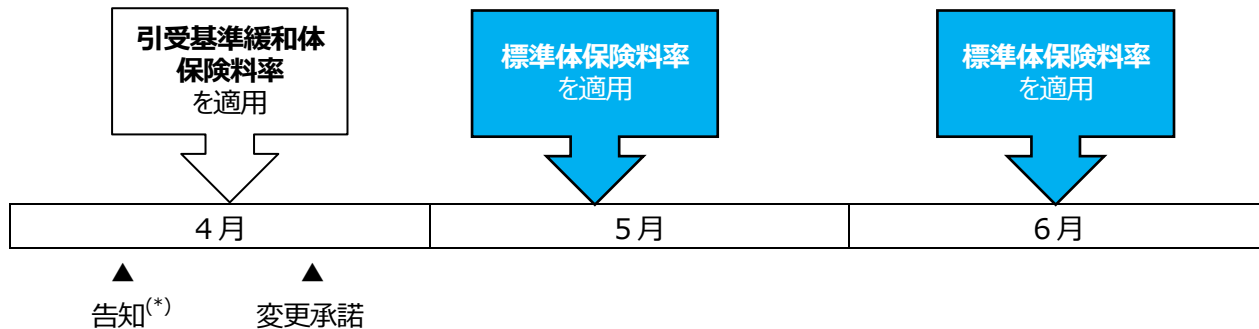 引受基準緩和体
保険料率
を適用
標準体保険料率
を適用
標準体保険料率
を適用
4月
5月
6月
▲
▲
告知(*)
変更承諾